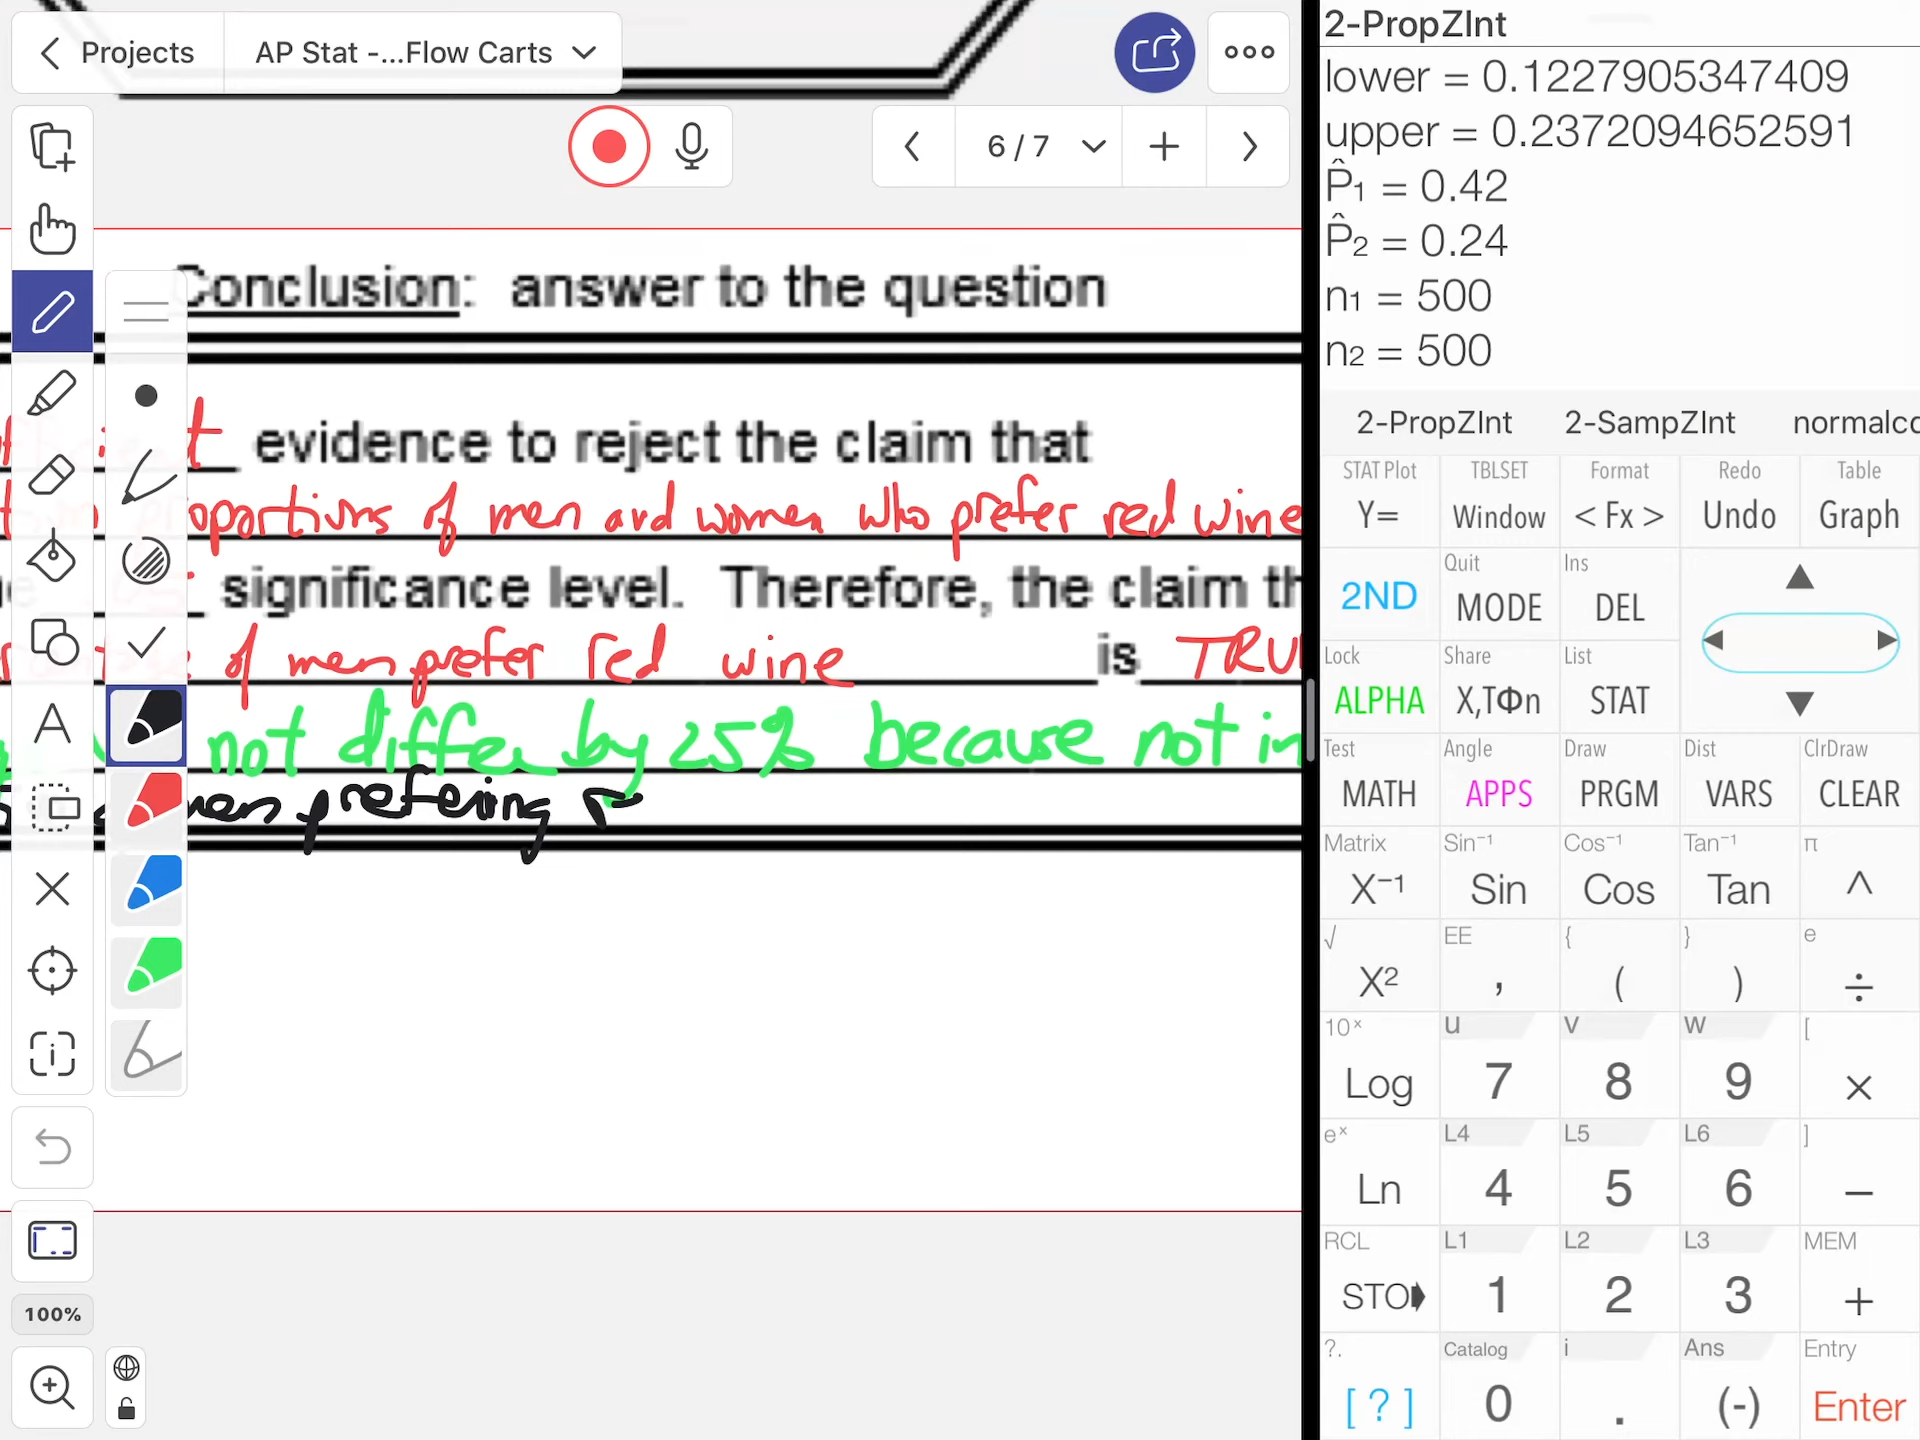 Projects
AP Stat -...Flow Carts
6 / 7
Conclusion: answer to the question
evidence to reject the claim that
oportions of men and women who prefer red wine
significance level. Therefore, the claim th
of men prefer red wine is TRU
not differ by 25% because not in
men prefering r
100%
2-PropZInt
lower = 0.1227905347409
upper = 0.2372094652591
P̂1 = 0.42
P̂2 = 0.24
n1 = 500
n2 = 500
2-PropZInt 2-SampZInt normalcd
STAT Plot TBLSET Format Redo Table
Y= Window < Fx > Undo Graph
Quit Ins
2ND MODE DEL
Lock Share List
ALPHA X,TΦn STAT
Test Angle Draw Dist ClrDraw
MATH APPS PRGM VARS CLEAR
Matrix Sin⁻¹ Cos⁻¹ Tan⁻¹ π
X⁻¹ Sin Cos Tan ^
√ EE { } e
X² , ( ) ÷
10ˣ u v w [
Log 7 8 9 ×
eˣ L4 L5 L6 ]
Ln 4 5 6 −
RCL L1 L2 L3 MEM
STO 1 2 3 +
?. Catalog i Ans Entry
[ ? ] 0 . (-) Enter